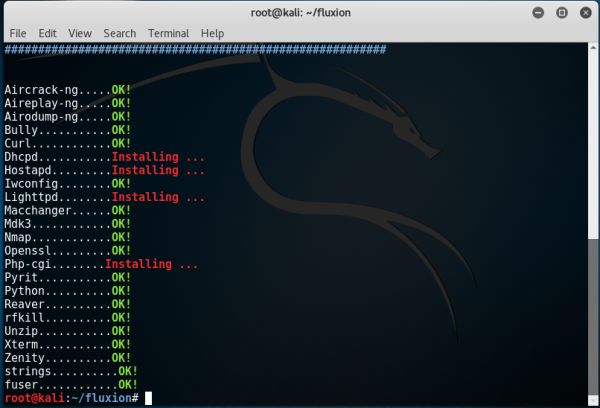 root@kali: ~/fluxion
File Edit View Search Terminal Help
#########################################################
Aircrack-ng.....OK!
Aireplay-ng.....OK!
Airodump-ng.....OK!
Bully...........OK!
Curl............OK!
Dhcpd...........Installing ...
Hostapd.........Installing ...
Iwconfig........OK!
Lighttpd........Installing ...
Macchanger......OK!
Mdk3............OK!
Nmap............OK!
Openssl.........OK!
Php-cgi........Installing ...
Pyrit...........OK!
Python..........OK!
Reaver..........OK!
rfkill..........OK!
Unzip...........OK!
Xterm...........OK!
Zenity..........OK!
strings..........OK!
fuser............OK!
root@kali:~/fluxion#